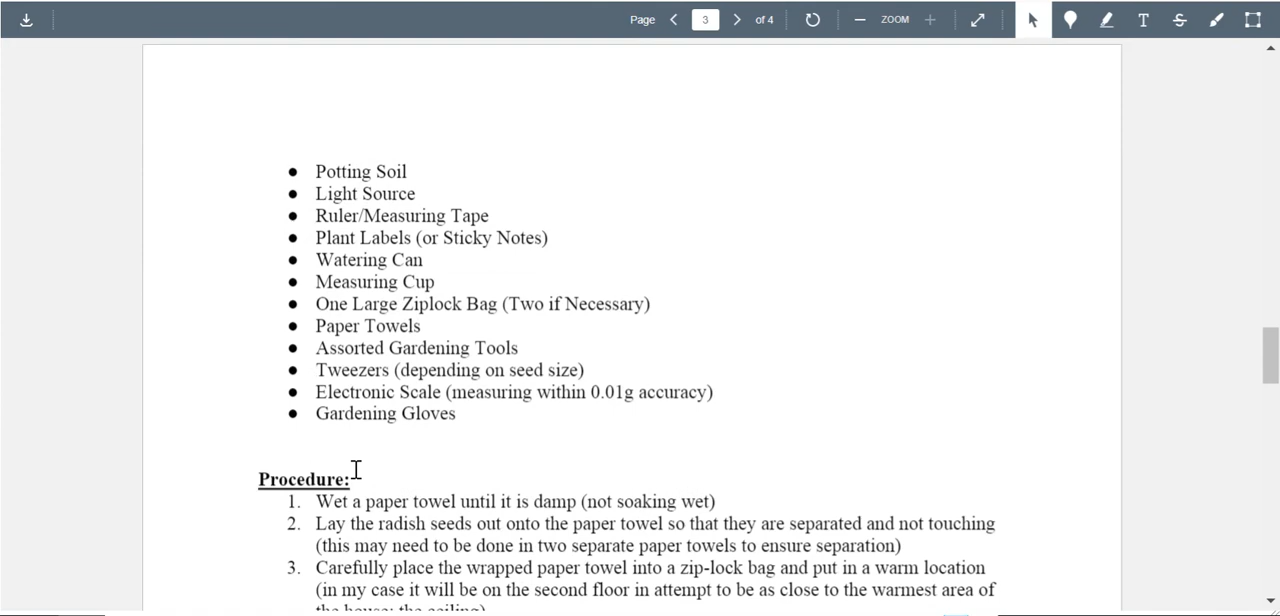 Page 3 of 4 ZOOM T S
● Potting Soil
● Light Source
● Ruler/Measuring Tape
● Plant Labels (or Sticky Notes)
● Watering Can
● Measuring Cup
● One Large Ziplock Bag (Two if Necessary)
● Paper Towels
● Assorted Gardening Tools
● Tweezers (depending on seed size)
● Electronic Scale (measuring within 0.01g accuracy)
● Gardening Gloves
Procedure:
1. Wet a paper towel until it is damp (not soaking wet)
2. Lay the radish seeds out onto the paper towel so that they are separated and not touching
(this may need to be done in two separate paper towels to ensure separation)
3. Carefully place the wrapped paper towel into a zip-lock bag and put in a warm location
(in my case it will be on the second floor in attempt to be as close to the warmest area of
the house: the ceiling)